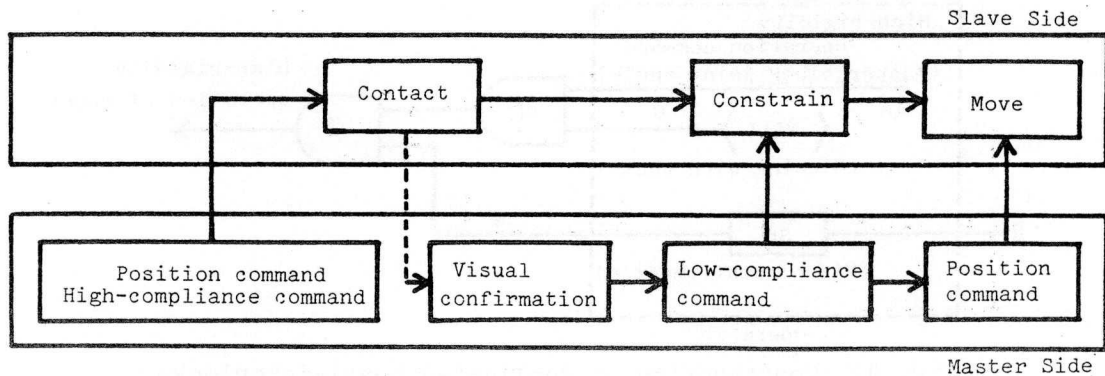 Slave Side
Contact
Constrain
Move
Position command
High-compliance command
Visual
confirmation
Low-compliance
command
Position
command
Master Side